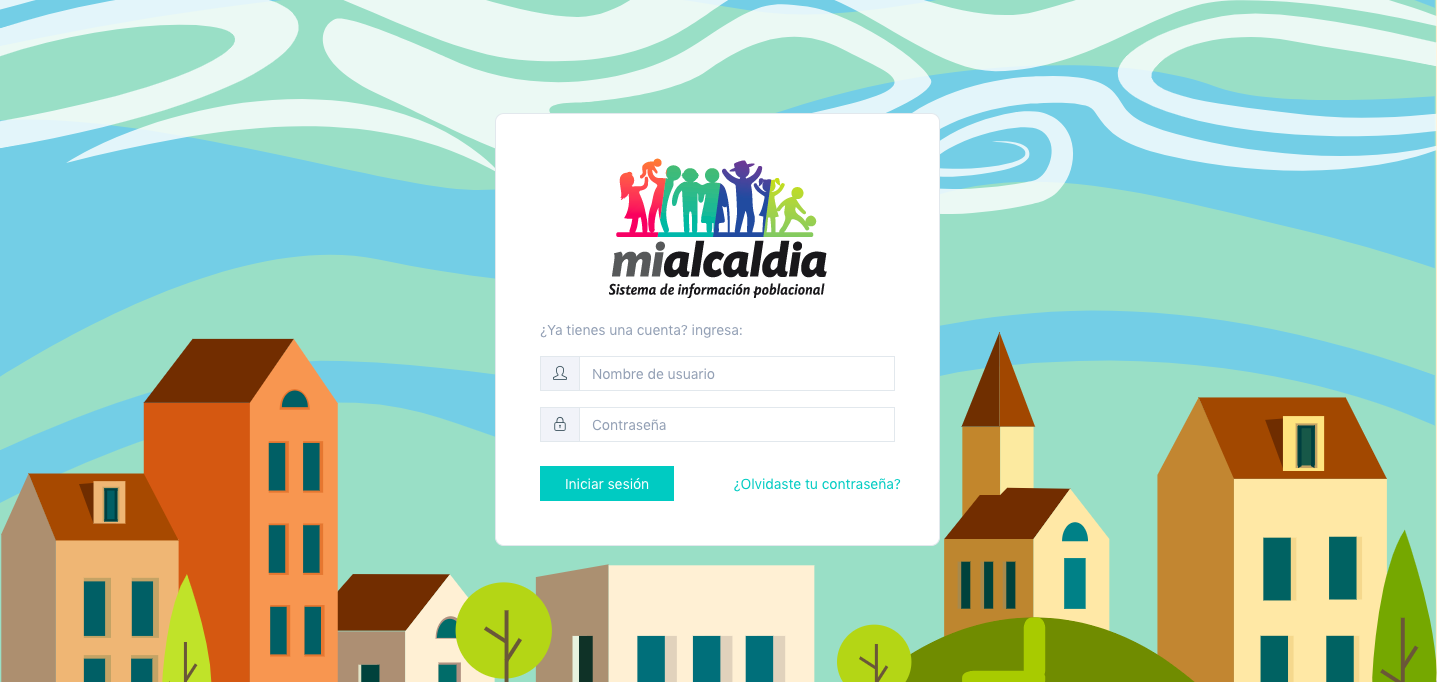 mialcaldia
Sistema de información poblacional
¿Ya tienes una cuenta? ingresa:
Nombre de usuario
Contraseña
Iniciar sesión
¿Olvidaste tu contraseña?